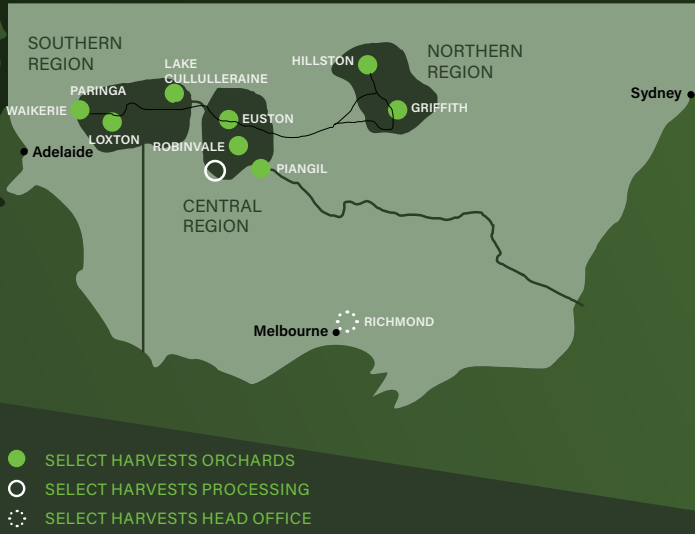 SOUTHERN
REGION
LAKE
CULLULLERAINE
PARINGA
WAIKERIE
LOXTON
Adelaide
HILLSTON
NORTHERN
REGION
GRIFFITH
Sydney
EUSTON
ROBINVALE
PIANGIL
CENTRAL
REGION
Melbourne
RICHMOND
SELECT HARVESTS ORCHARDS
SELECT HARVESTS PROCESSING
SELECT HARVESTS HEAD OFFICE